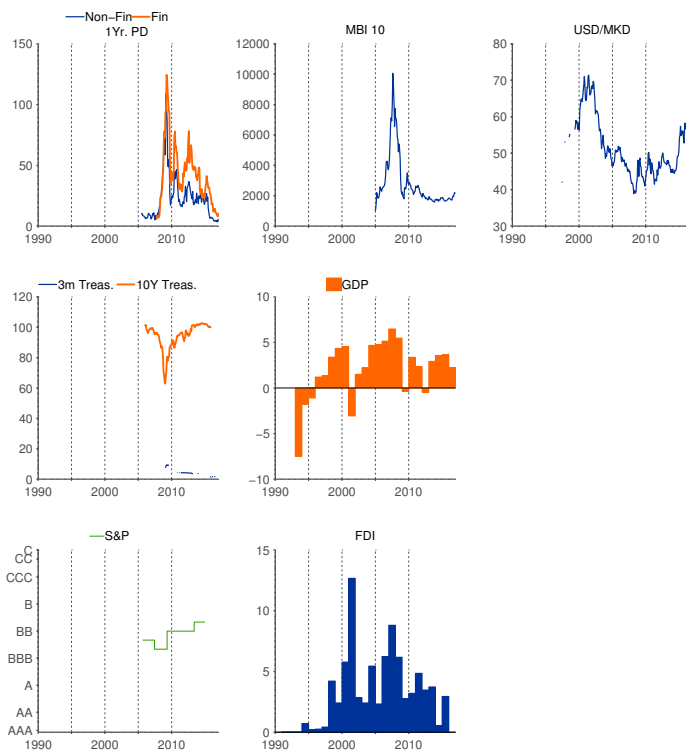 Non−Fin Fin
1Yr. PD
150
100
50
0
1990 2000 2010
MBI 10
12000
10000
8000
6000
4000
2000
0
1990 2000 2010
USD/MKD
80
70
60
50
40
30
1990 2000 2010
3m Treas. 10Y Treas.
120
100
80
60
40
20
0
1990 2000 2010
GDP
10
5
0
−5
−10
1990 2000 2010
S&P
C
CC
CCC
B
BB
BBB
A
AA
AAA
1990 2000 2010
FDI
15
10
5
0
1990 2000 2010